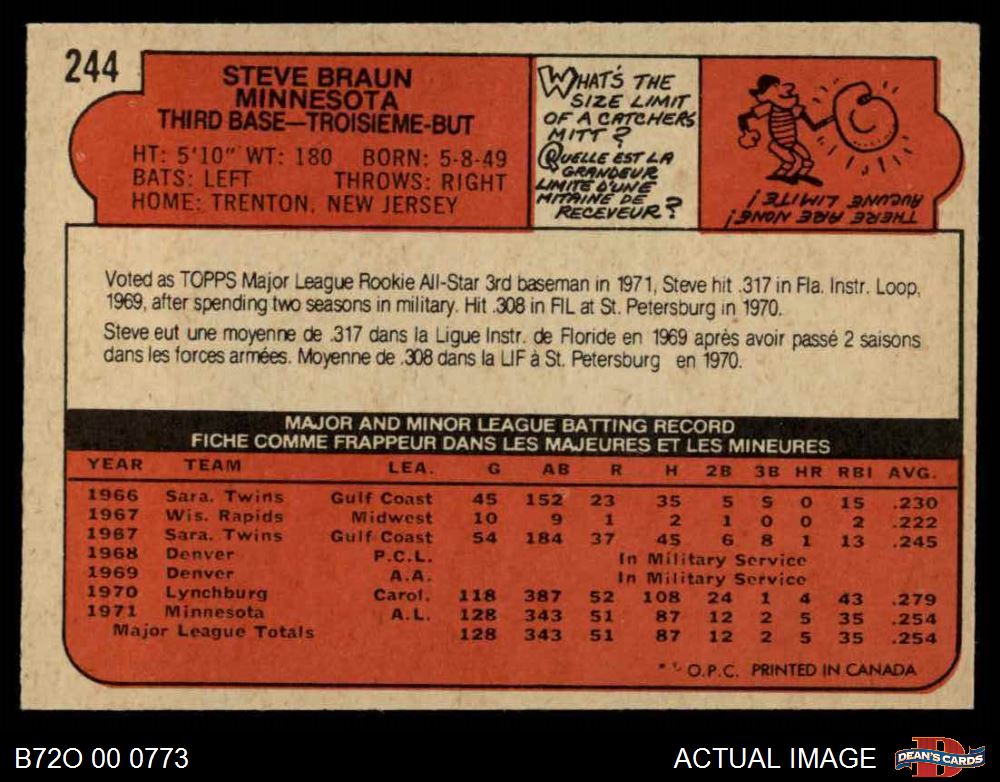 244
STEVE BRAUN
MINNESOTA
THIRD BASE—TROISIEME-BUT
HT: 5'10" WT: 180 BORN: 5-8-49
BATS: LEFT THROWS: RIGHT
HOME: TRENTON, NEW JERSEY
WHAT'S THE
SIZE LIMIT
OF A CATCHERS
MITT?
QUELLE EST LA
GRANDEUR
LIMITE D'UNE
MITAINE DE
RECEVEUR?
THERE ARE NONE!
AUCUNE LIMITE!
Voted as TOPPS Major League Rookie All-Star 3rd baseman in 1971, Steve hit .317 in Fla. Instr. Loop,
1969, after spending two seasons in military. Hit .308 in FIL at St. Petersburg in 1970.
Steve eut une moyenne de .317 dans la Ligue Instr. de Floride en 1969 après avoir passé 2 saisons
dans les forces armées. Moyenne de .308 dans la LIF à St. Petersburg en 1970.
MAJOR AND MINOR LEAGUE BATTING RECORD
FICHE COMME FRAPPEUR DANS LES MAJEURES ET LES MINEURES
YEAR TEAM LEA. G AB R H 2B 3B HR RBI AVG.
1966 Sara. Twins Gulf Coast 45 152 23 35 5 5 0 15 .230
1967 Wis. Rapids Midwest 10 9 1 2 1 0 0 2 .222
1967 Sara. Twins Gulf Coast 54 184 37 45 6 8 1 13 .245
1968 Denver P.C.L. In Military Service
1969 Denver A.A. In Military Service
1970 Lynchburg Carol. 118 387 52 108 24 1 4 43 .279
1971 Minnesota A.L. 128 343 51 87 12 2 5 35 .254
Major League Totals 128 343 51 87 12 2 5 35 .254
O.P.C. PRINTED IN CANADA
B72O 00 0773
ACTUAL IMAGE
DEAN'S CARDS